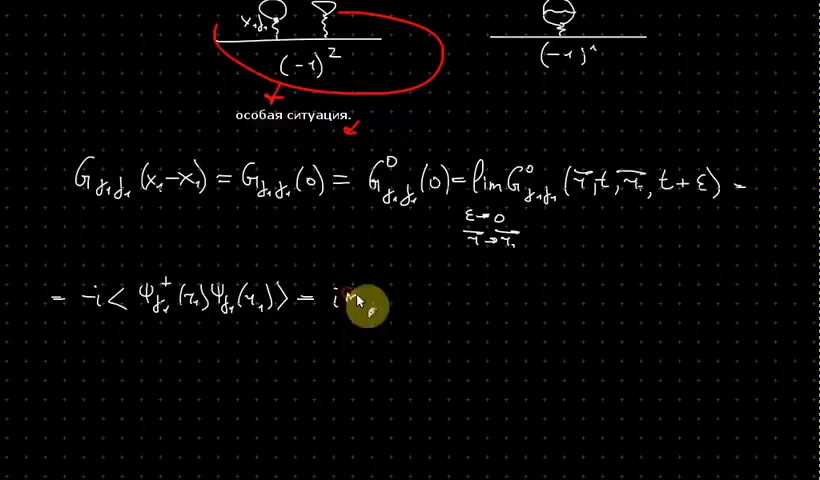 x₁γ₁
(-1)² (-1)¹
особая ситуация.
G_{γ₁γ₁}(x₁-x₁) = G_{γ₁γ₁}(0) = G⁰_{γ₁γ₁}(0) = lim G⁰_{γ₁γ₁}(r, t, r₁, t + ε) =
ε→0
r→r₁
= -i < Ψ⁺_{γ₁}(r₁)Ψ_{γ₁}(r₁)> = i